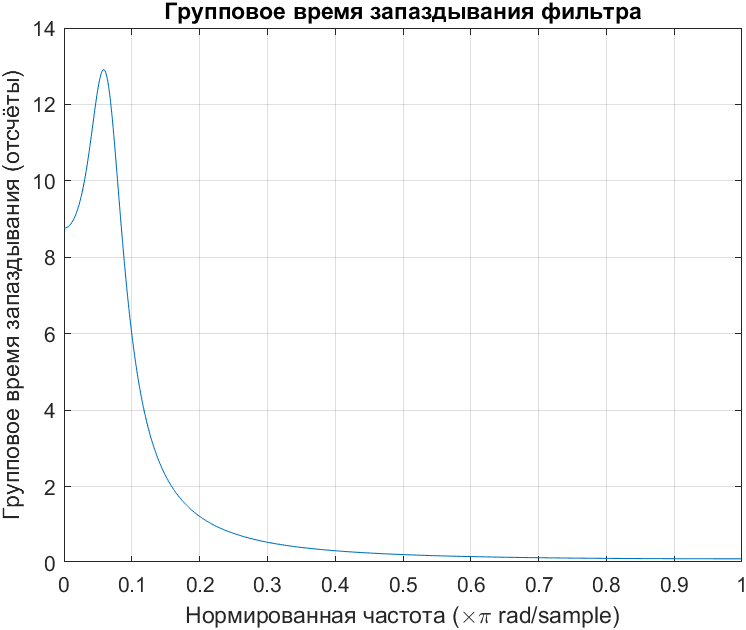 Групповое время запаздывания фильтра
Групповое время запаздывания (отсчёты)
14
12
10
8
6
4
2
0
0 0.1 0.2 0.3 0.4 0.5 0.6 0.7 0.8 0.9 1
Нормированная частота (×π rad/sample)